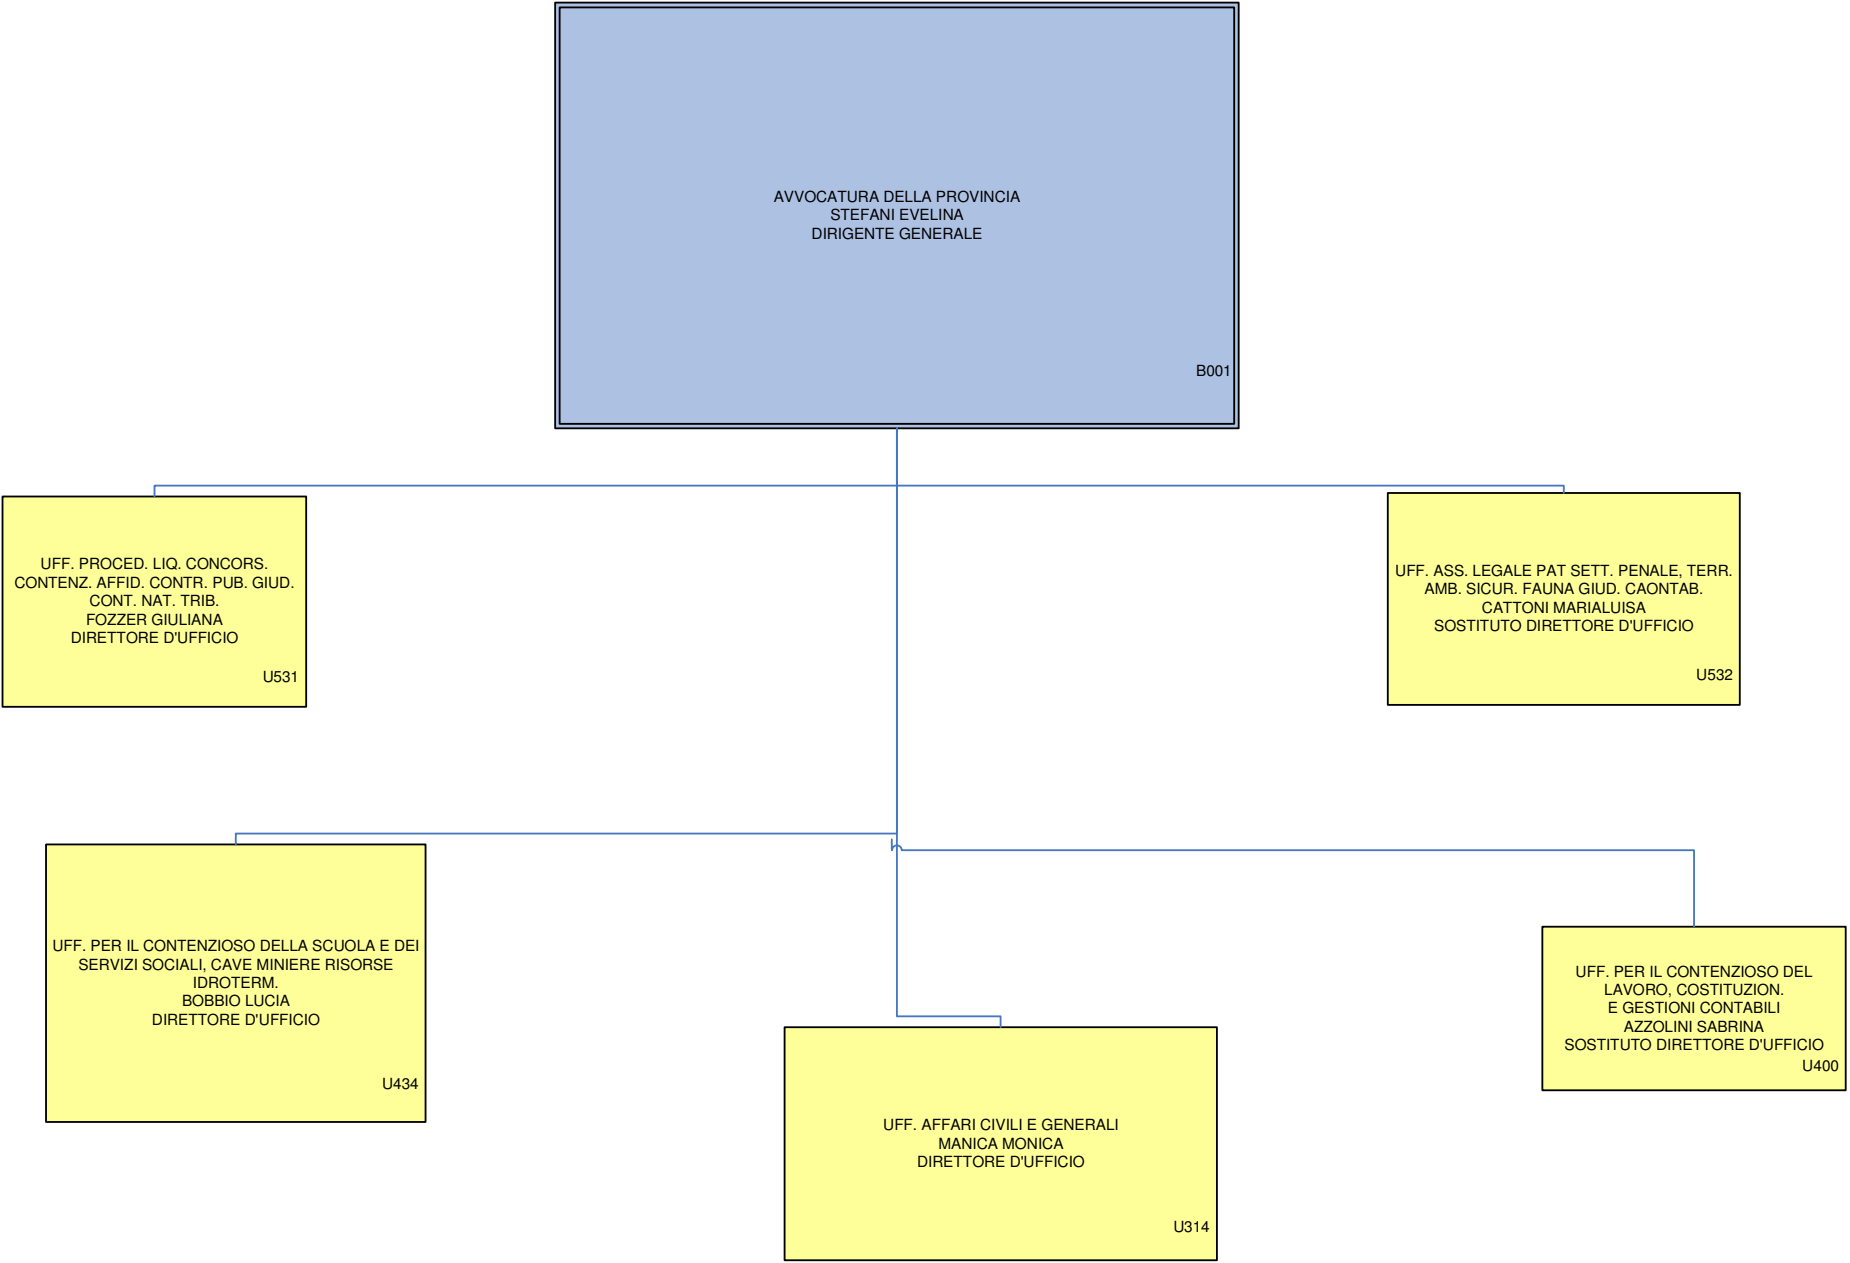 AVVOCATURA DELLA PROVINCIA
STEFANI EVELINA
DIRIGENTE GENERALE
B001
UFF. PROCED. LIQ. CONCORS.
CONTENZ. AFFID. CONTR. PUB. GIUD.
CONT. NAT. TRIB.
FOZZER GIULIANA
DIRETTORE D'UFFICIO
U531
UFF. ASS. LEGALE PAT SETT. PENALE, TERR.
AMB. SICUR. FAUNA GIUD. CAONTAB.
CATTONI MARIALUISA
SOSTITUTO DIRETTORE D'UFFICIO
U532
UFF. PER IL CONTENZIOSO DELLA SCUOLA E DEI
SERVIZI SOCIALI, CAVE MINIERE RISORSE
IDROTERM.
BOBBIO LUCIA
DIRETTORE D'UFFICIO
U434
UFF. AFFARI CIVILI E GENERALI
MANICA MONICA
DIRETTORE D'UFFICIO
U314
UFF. PER IL CONTENZIOSO DEL
LAVORO, COSTITUZION.
E GESTIONI CONTABILI
AZZOLINI SABRINA
SOSTITUTO DIRETTORE D'UFFICIO
U400